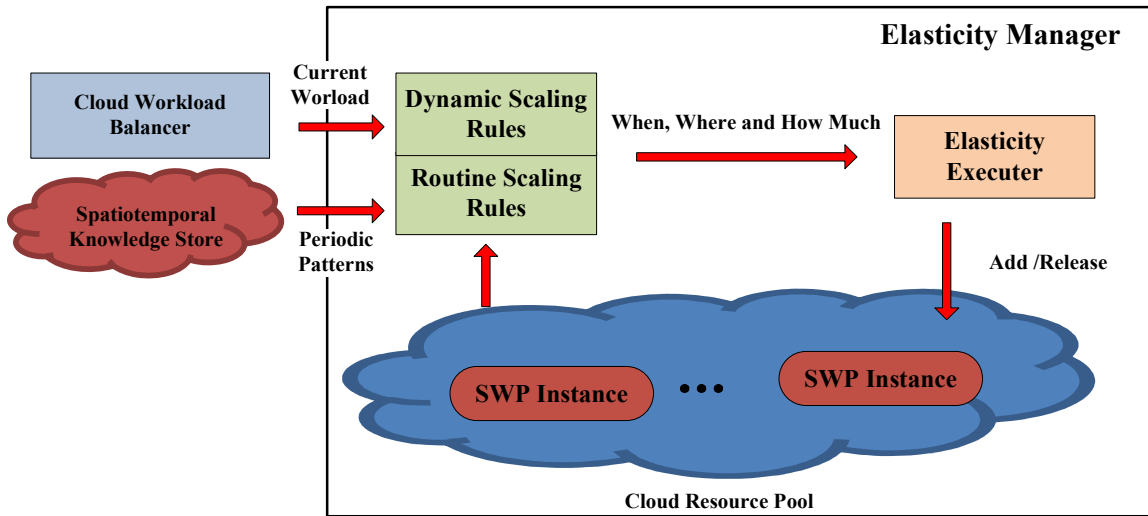 Elasticity Manager
Current
Worload
Cloud Workload
Balancer
Dynamic Scaling
Rules
When, Where and How Much
Elasticity
Executer
Routine Scaling
Rules
Spatiotemporal
Knowledge Store
Periodic
Patterns
Add /Release
SWP Instance
...
SWP Instance
Cloud Resource Pool